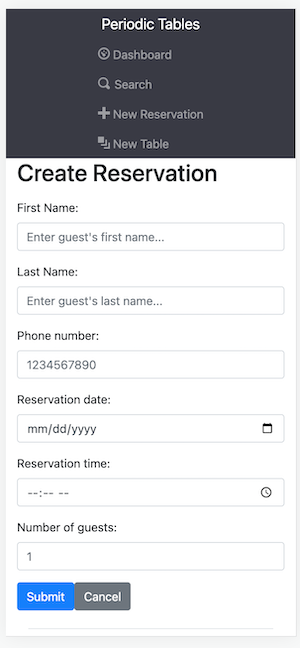 Periodic Tables
Dashboard
Search
New Reservation
New Table
Create Reservation
First Name:
Enter guest's first name...
Last Name:
Enter guest's last name...
Phone number:
1234567890
Reservation date:
mm/dd/yyyy
Reservation time:
--:-- --
Number of guests:
1
Submit Cancel